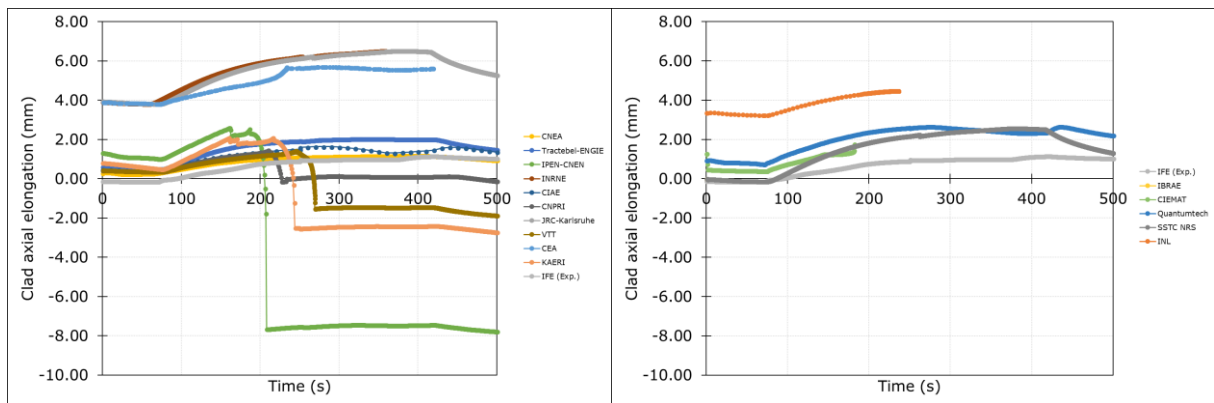 8.00
6.00
4.00
2.00
0.00
-2.00
-4.00
-6.00
-8.00
-10.00
Clad axial elongation (mm)
0 100 200 300 400 500
Time (s)
CNEA
Tractebel-ENGIE
IPEN-CNEN
INRNE
CIAE
CNPRI
JRC-Karlsruhe
VTT
CEA
KAERI
IFE (Exp.)
8.00
6.00
4.00
2.00
0.00
-2.00
-4.00
-6.00
-8.00
-10.00
Clad axial elongation (mm)
0 100 200 300 400 500
Time (s)
IFE (Exp.)
IBRAE
CIEMAT
Quantumtech
SSTC NRS
INL